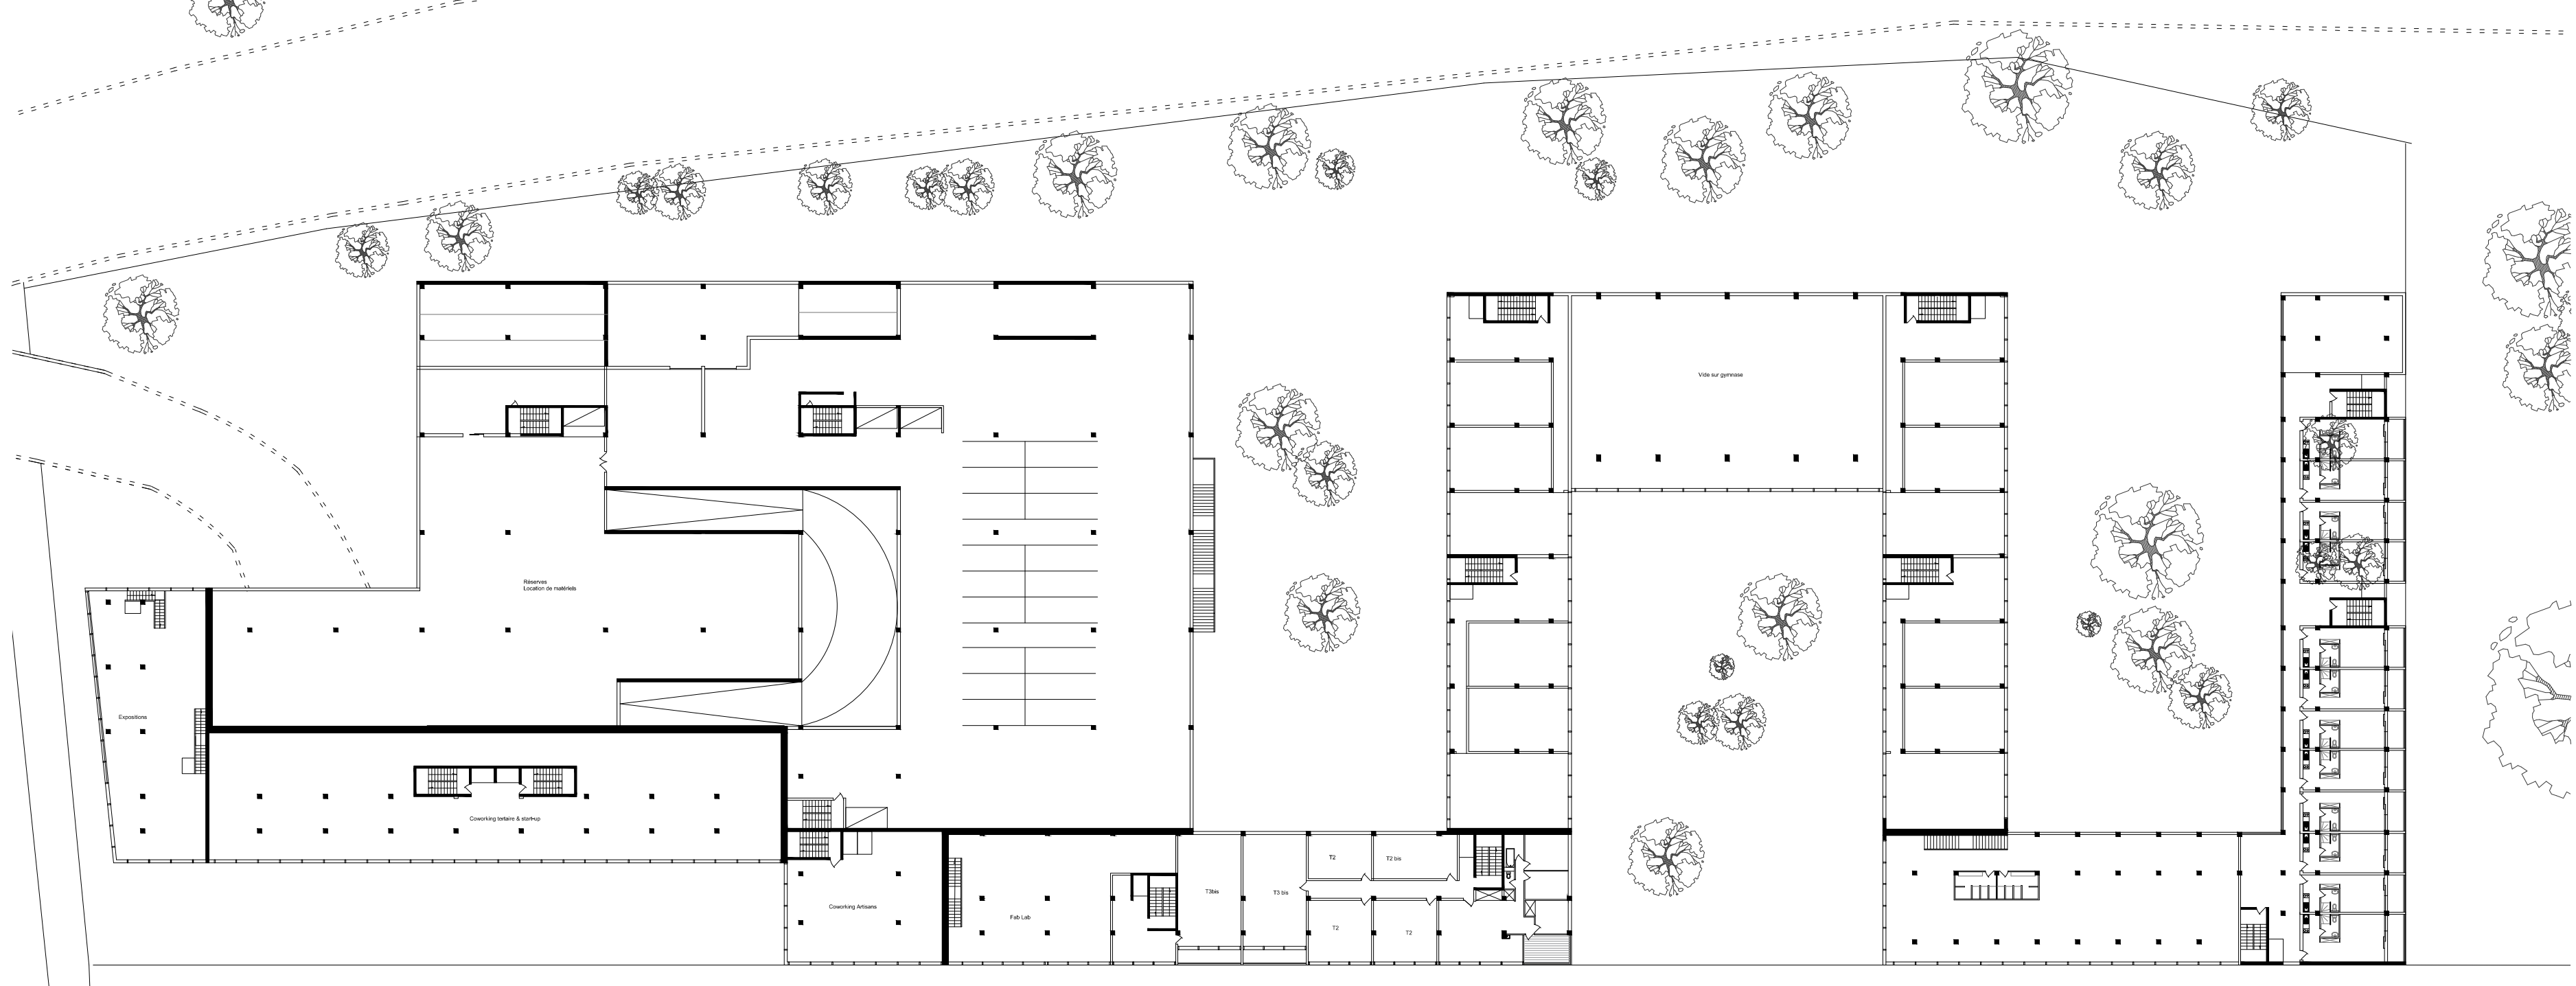 Vide sur gymnase
Réserves
Location de matériels
Expositions
Coworking tertaire & start-up
T2
T2 bis
T3bis
T3 bis
Coworking Artisans
Fab Lab
T2
T2